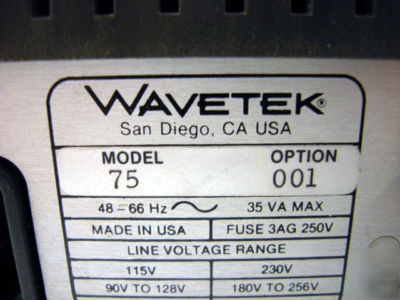 WAVETEK®
San Diego, CA USA
MODEL OPTION
75 001
48-66 Hz ~ 35 VA MAX
MADE IN USA FUSE 3AG 250V
LINE VOLTAGE RANGE
115V 230V
90V TO 128V 180V TO 256V